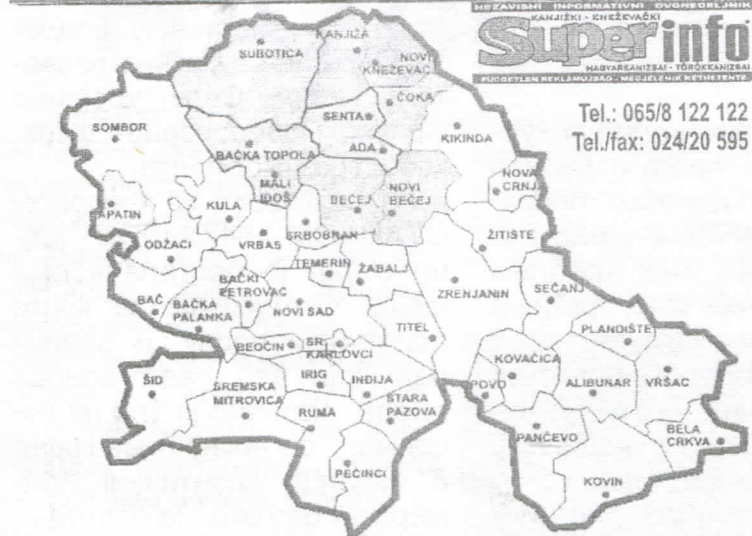 NEZAVISNI INFORMATIVNI DVONEDELJNIK
KANJIŽKI - KNEŽEVAČKI
Super info
MAGYARKANIZSAI - TÖRÖKKANIZSAI
FÜGGETLEN REKLÁMÚJSÁG - MEGJELENIK KÉTHETENTE
Tel.: 065/8 122 122
Tel./fax: 024/20 595
SUBOTICA
KANJIŽA
NOVI
KNEŽEVAC
ČOKA
SOMBOR
SENTA
KIKINDA
BAČKA TOPOLA
ADA
MALI
IĐOŠ
NOVA
CRNJA
APATIN
KULA
BEČEJ
NOVI
BEČEJ
SRBOBRAN
ODŽACI
VRBAS
ŽITIŠTE
TEMERIN
ŽABALJ
BAČKI
PETROVAC
ZRENJANIN
SEČANJ
BAČ
BAČKA
PALANKA
NOVI SAD
PLANDIŠTE
TITEL
BEOČIN
SR.
KARLOVCI
KOVAČICA
ŠID
SREMSKA
MITROVICA
IRIG
INĐIJA
OPOVO
ALIBUNAR
VRŠAC
RUMA
STARA
PAZOVA
PANČEVO
BELA
CRKVA
PEĆINCI
KOVIN